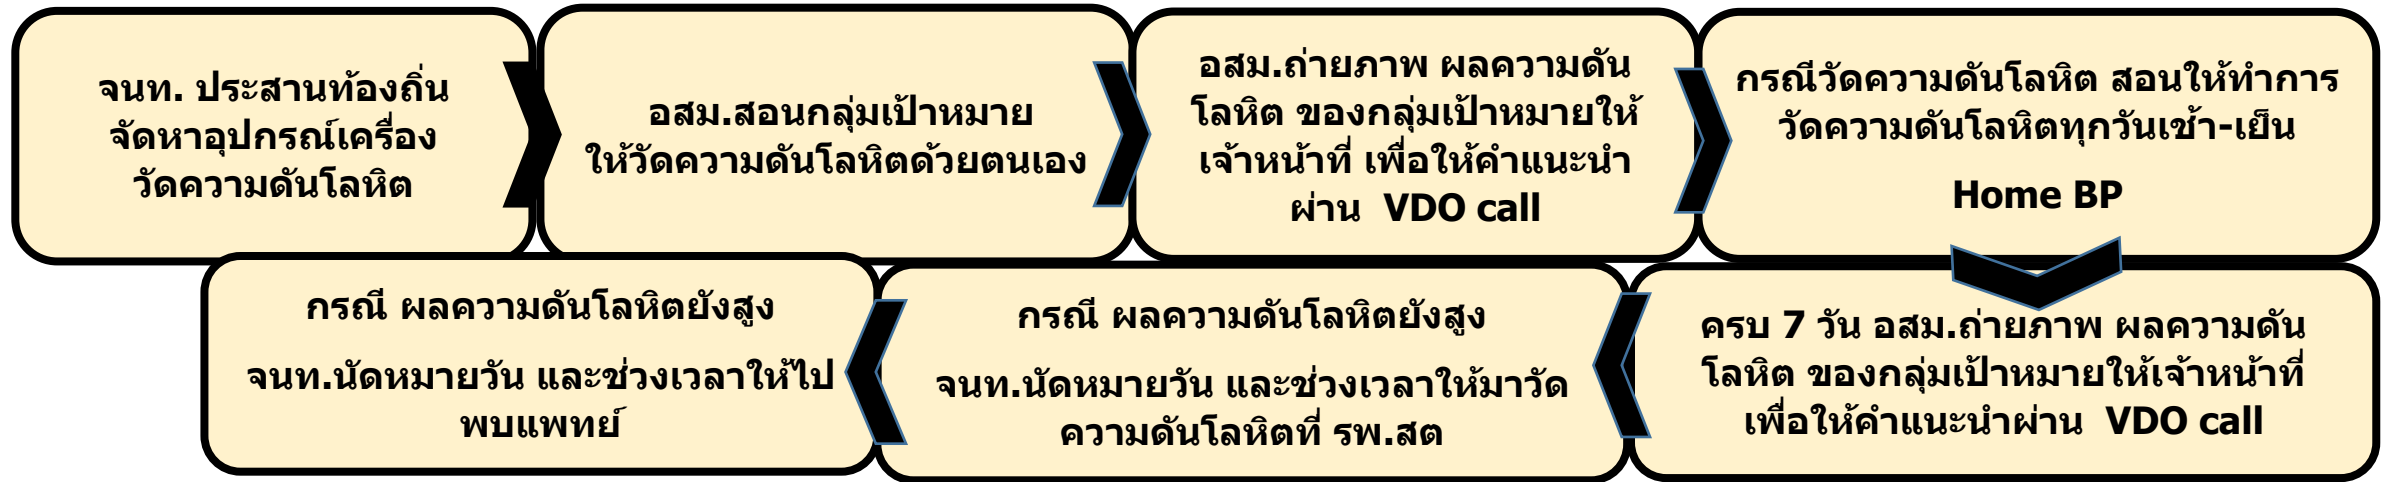 จนท. ประสานท้องถิ่น
จัดหาอุปกรณ์เครื่อง
วัดความดันโลหิต
อสม.สอนกลุ่มเป้าหมาย
ให้วัดความดันโลหิตด้วยตนเอง
อสม.ถ่ายภาพ ผลความดัน
โลหิต ของกลุ่มเป้าหมายให้
เจ้าหน้าที่ เพื่อให้คำแนะนำ
ผ่าน VDO call
กรณีวัดความดันโลหิต สอนให้ทำการ
วัดความดันโลหิตทุกวันเช้า-เย็น
Home BP
ครบ 7 วัน อสม.ถ่ายภาพ ผลความดัน
โลหิต ของกลุ่มเป้าหมายให้เจ้าหน้าที่
เพื่อให้คำแนะนำผ่าน VDO call
กรณี ผลความดันโลหิตยังสูง
จนท.นัดหมายวัน และช่วงเวลาให้มาวัด
ความดันโลหิตที่ รพ.สต
กรณี ผลความดันโลหิตยังสูง
จนท.นัดหมายวัน และช่วงเวลาให้ไป
พบแพทย์